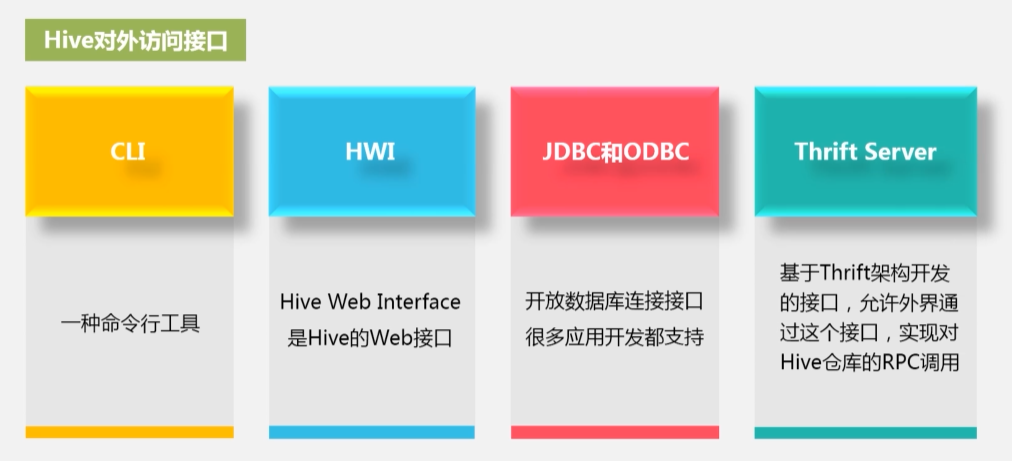 Hive对外访问接口
CLI
一种命令行工具
HWI
Hive Web Interface
是Hive的Web接口
JDBC和ODBC
开放数据库连接接口
很多应用开发都支持
Thrift Server
基于Thrift架构开发
的接口，允许外界通
过这个接口，实现对
Hive仓库的RPC调用